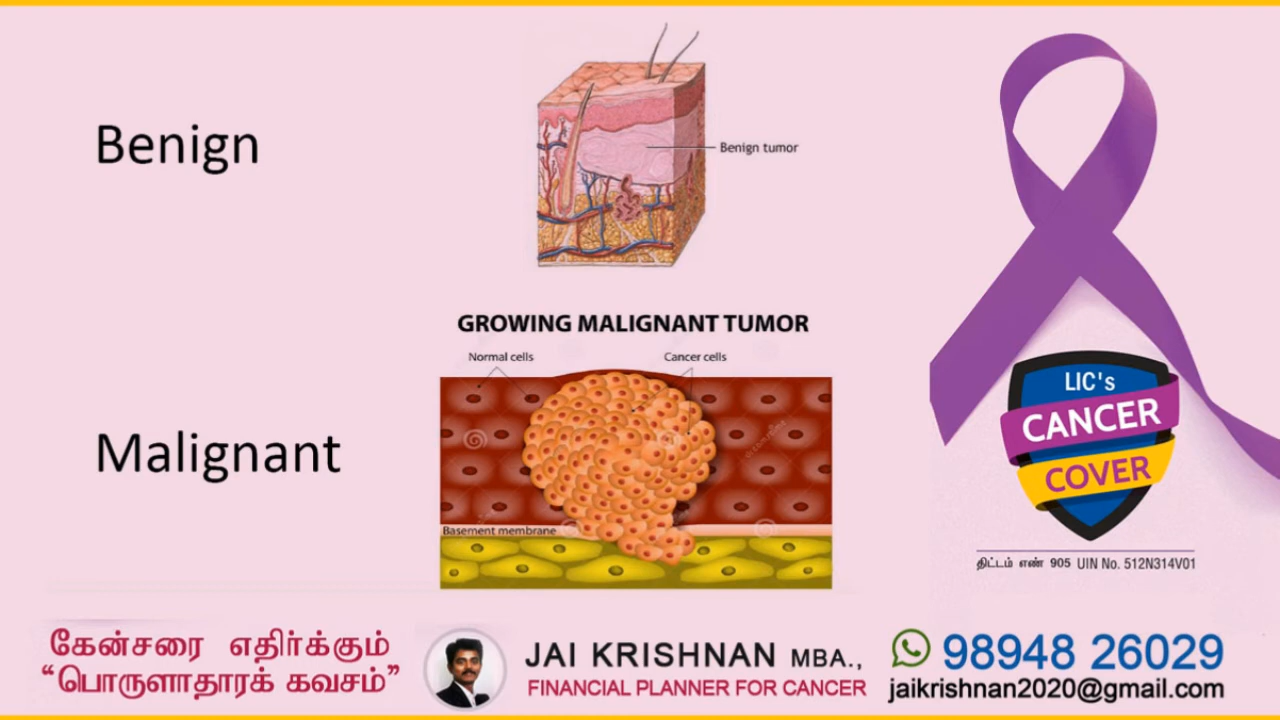 Benign
Benign tumor
GROWING MALIGNANT TUMOR
Normal cells
Cancer cells
Malignant
Basement membrane
LIC's
CANCER
COVER
திட்டம் எண் 905 UIN No. 512N314V01
கேன்சரை எதிர்க்கும்
“பொருளாதாரக் கவசம்”
JAI KRISHNAN MBA.,
FINANCIAL PLANNER FOR CANCER
98948 26029
jaikrishnan2020@gmail.com